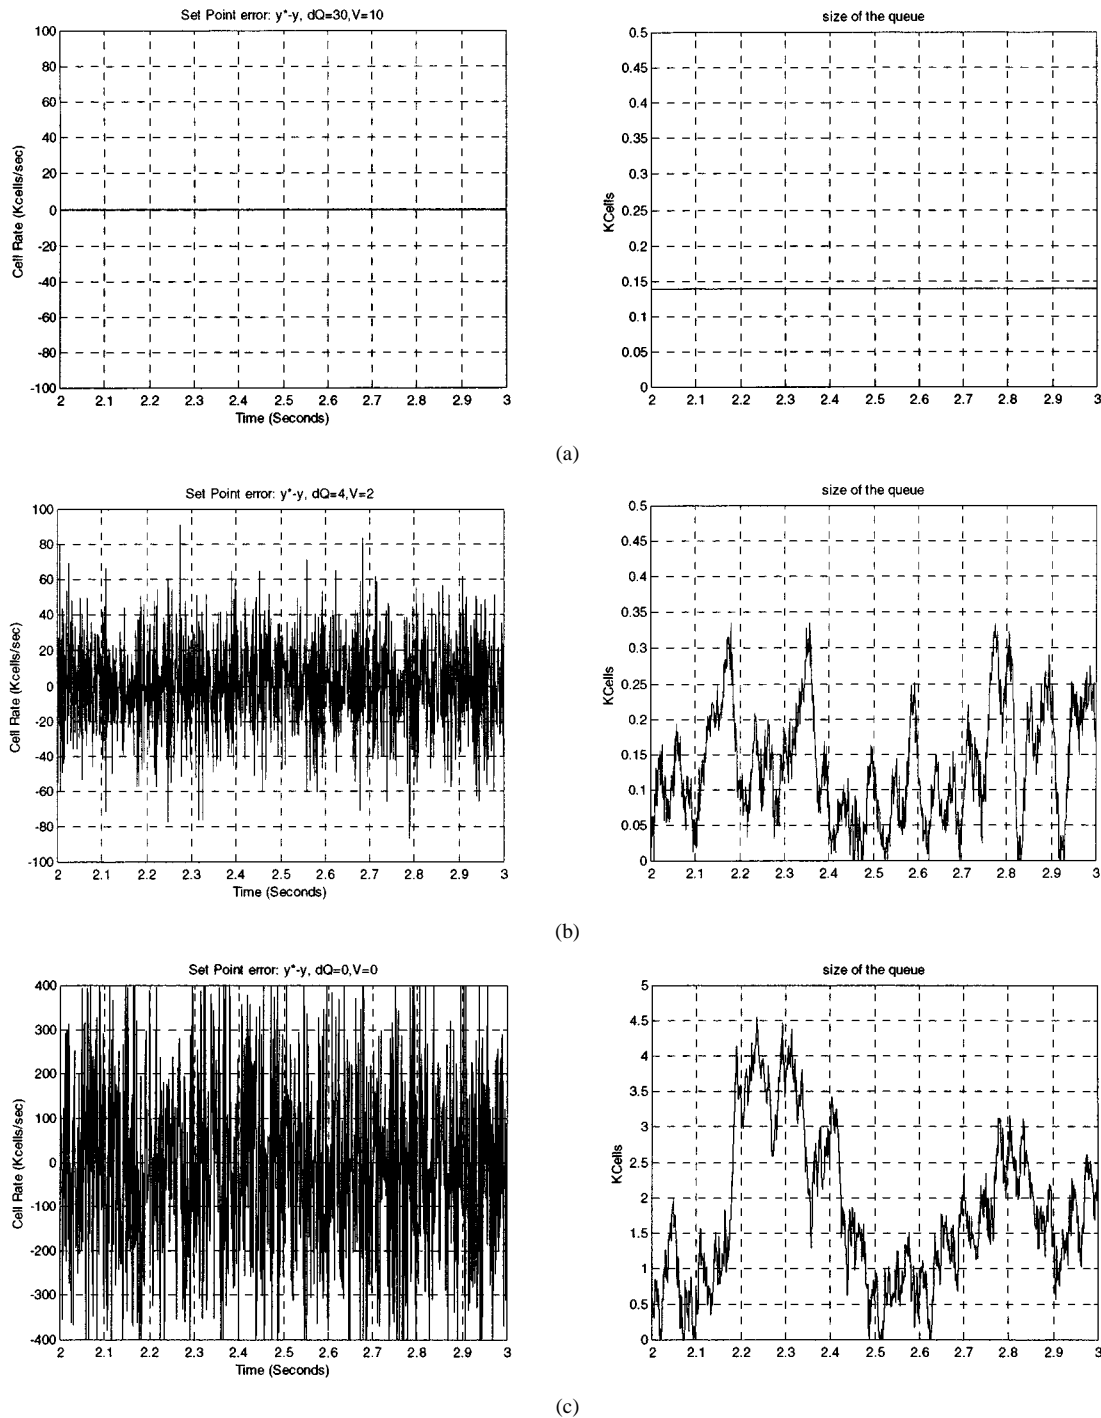 Set Point error: y*-y, dQ=30,V=10
100
80
60
40
20
0
-20
-40
-60
-80
-100
Cell Rate (Kcells/sec)
2 2.1 2.2 2.3 2.4 2.5 2.6 2.7 2.8 2.9 3
Time (Seconds)
size of the queue
0.5
0.45
0.4
0.35
0.3
0.25
0.2
0.15
0.1
0.05
0
KCells
2 2.1 2.2 2.3 2.4 2.5 2.6 2.7 2.8 2.9 3
(a)
Set Point error: y*-y, dQ=4,V=2
100
80
60
40
20
0
-20
-40
-60
-80
-100
Cell Rate (Kcells/sec)
2 2.1 2.2 2.3 2.4 2.5 2.6 2.7 2.8 2.9 3
Time (Seconds)
size of the queue
0.5
0.45
0.4
0.35
0.3
0.25
0.2
0.15
0.1
0.05
0
KCells
2 2.1 2.2 2.3 2.4 2.5 2.6 2.7 2.8 2.9 3
(b)
Set Point error: y*-y, dQ=0,V=0
400
300
200
100
0
-100
-200
-300
-400
Cell Rate (Kcells/sec)
2 2.1 2.2 2.3 2.4 2.5 2.6 2.7 2.8 2.9 3
Time (Seconds)
size of the queue
5
4.5
4
3.5
3
2.5
2
1.5
1
0.5
0
KCells
2 2.1 2.2 2.3 2.4 2.5 2.6 2.7 2.8 2.9 3
(c)